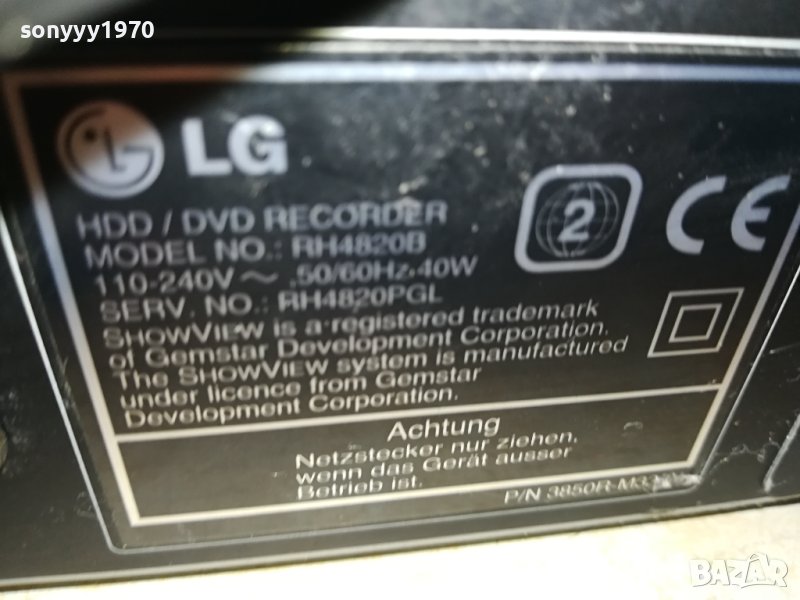 sonyyy1970
LG
HDD / DVD RECORDER
MODEL NO.: RH4820B
110-240V ~ .50/60Hz 40W
SERV. NO.: RH4820PGL
SHOWVIEW is a registered trademark
of Gemstar Development Corporation.
The SHOWVIEW system is manufactured
under licence from Gemstar
Development Corporation.
2
CE
Achtung
Netzstecker nur ziehen,
wenn das Gerät ausser
Betrieb ist.
P/N 3850R-
BAZAR